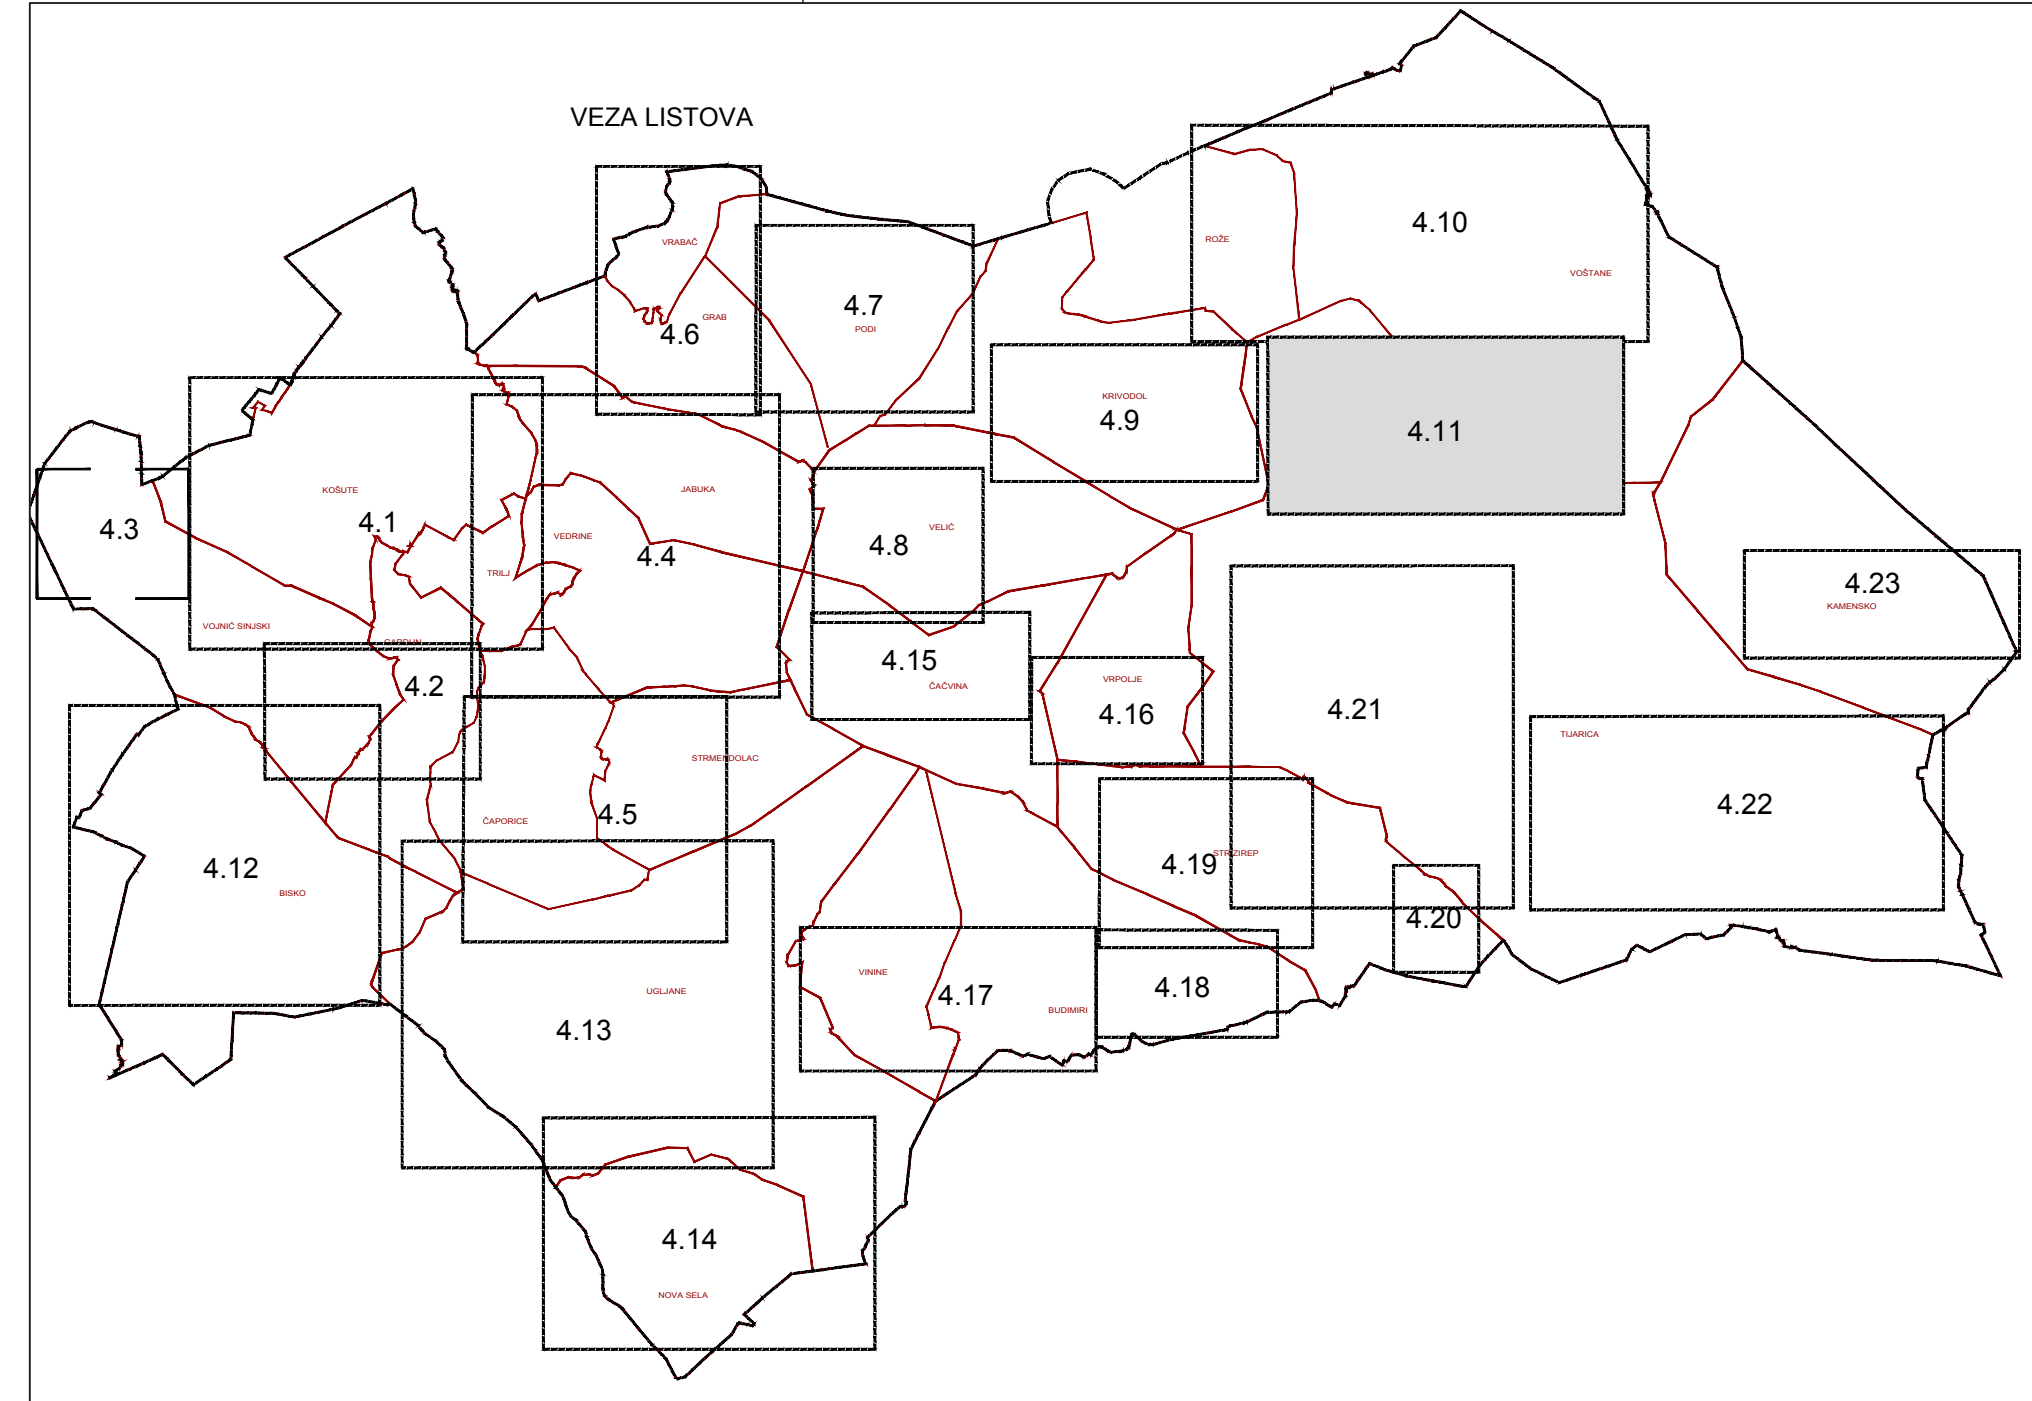 VEZA LISTOVA
4.10
ROŽE
VRABAČ
VOŠTANE
4.7
GRAB
PODI
4.6
KRIVODOL
4.9
4.11
KOŠUTE
JABUKA
4.1
4.3
VELIĆ
VEDRINE
4.8
4.4
TRILJ
4.23
KAMENSKO
VOJNIĆ SINJSKI
GARDUN
4.15
4.2
ČAČVINA
VRPOLJE
4.16
4.21
TIJARICA
STRMENDOLAC
4.22
4.5
ČAPORICE
STRIZIREP
4.19
4.12
BISKO
4.20
VININE
UGLJANE
4.18
4.17
BUDIMIRI
4.13
4.14
NOVA SELA